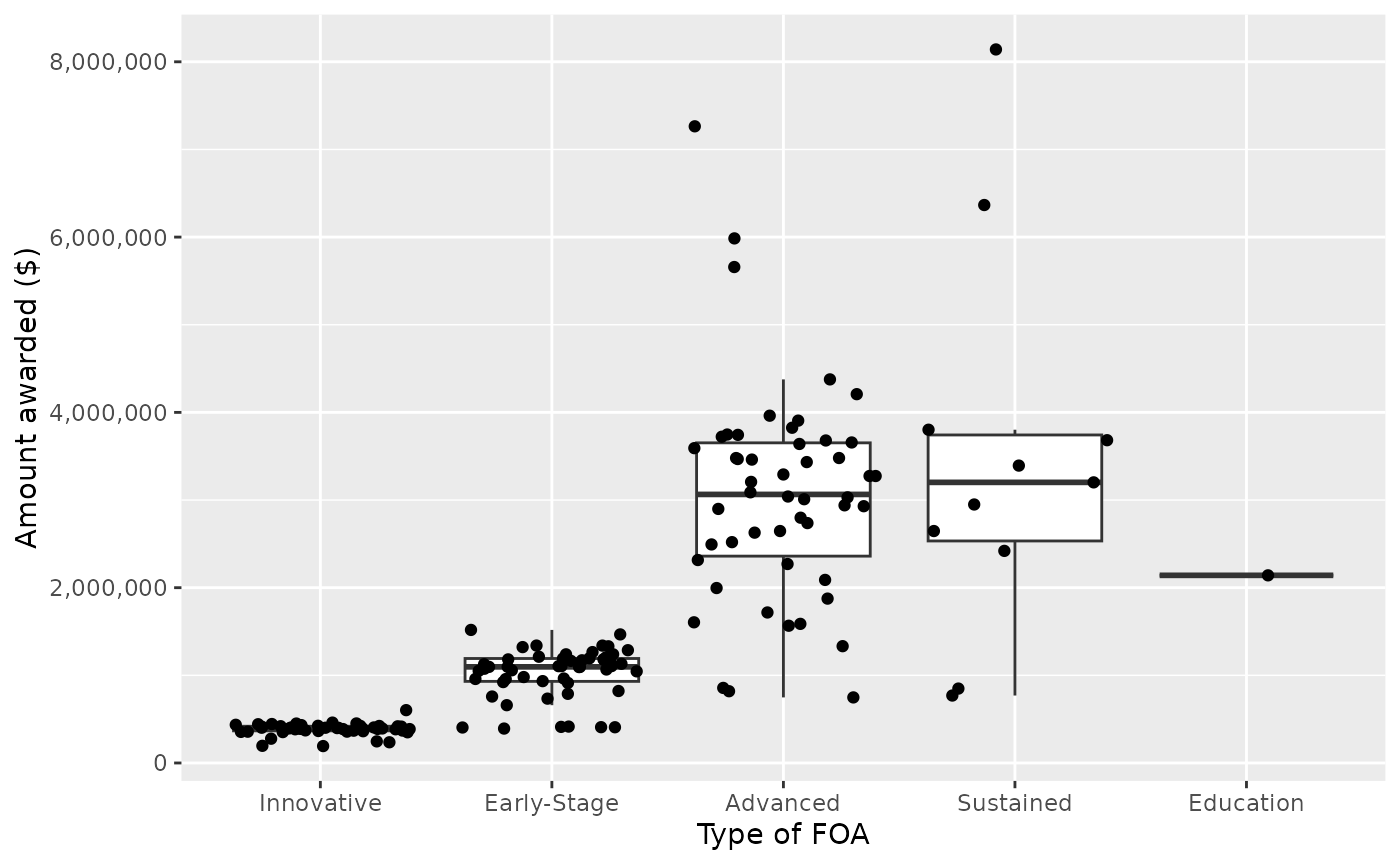 Amount awarded ($)
8,000,000
6,000,000
4,000,000
2,000,000
0
Innovative
Early-Stage
Advanced
Sustained
Education
Type of FOA